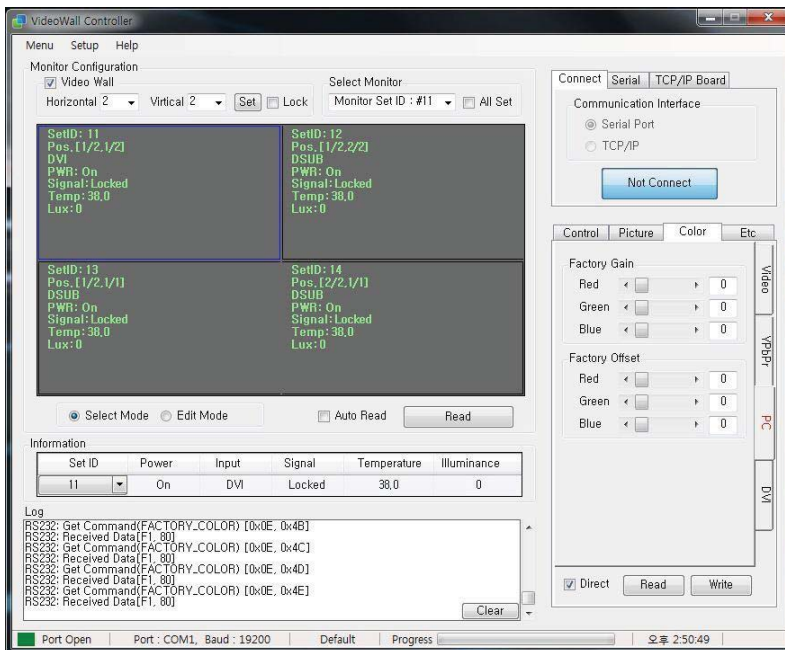 VideoWall Controller
Menu Setup Help
Monitor Configuration
Video Wall
Horizontal 2 Virtical 2 Set Lock
Select Monitor
Monitor Set ID : #11 All Set
SetID: 11
Pos.[1/2,1/2]
DVI
PWR: On
Signal:Locked
Temp:38,0
Lux:0
SetID: 12
Pos.[1/2,2/2]
DSUB
PWR: On
Signal:Locked
Temp:38,0
Lux:0
SetID: 13
Pos.[1/2,1/1]
DSUB
PWR: On
Signal:Locked
Temp:38,0
Lux:0
SetID: 14
Pos.[2/2,1/1]
DSUB
PWR: On
Signal:Locked
Temp:38,0
Lux:0
Select Mode Edit Mode Auto Read Read
Information
Set ID Power Input Signal Temperature Illuminance
11 On DVI Locked 38,0 0
Log
RS232: Get Command(FACTORY_COLOR) [0x0E, 0x4B]
RS232: Received Data[F1, 80]
RS232: Get Command(FACTORY_COLOR) [0x0E, 0x4C]
RS232: Received Data[F1, 80]
RS232: Get Command(FACTORY_COLOR) [0x0E, 0x4D]
RS232: Received Data[F1, 80]
RS232: Get Command(FACTORY_COLOR) [0x0E, 0x4E]
RS232: Received Data[F1, 80]
Clear
Connect Serial TCP/IP Board
Communication Interface
Serial Port
TCP/IP
Not Connect
Control Picture Color Etc
Factory Gain
Red 0
Green 0
Blue 0
Factory Offset
Red 0
Green 0
Blue 0
Video
YPbPr
PC
DVI
Direct Read Write
Port Open Port : COM1, Baud : 19200 Default Progress 오후 2:50:49